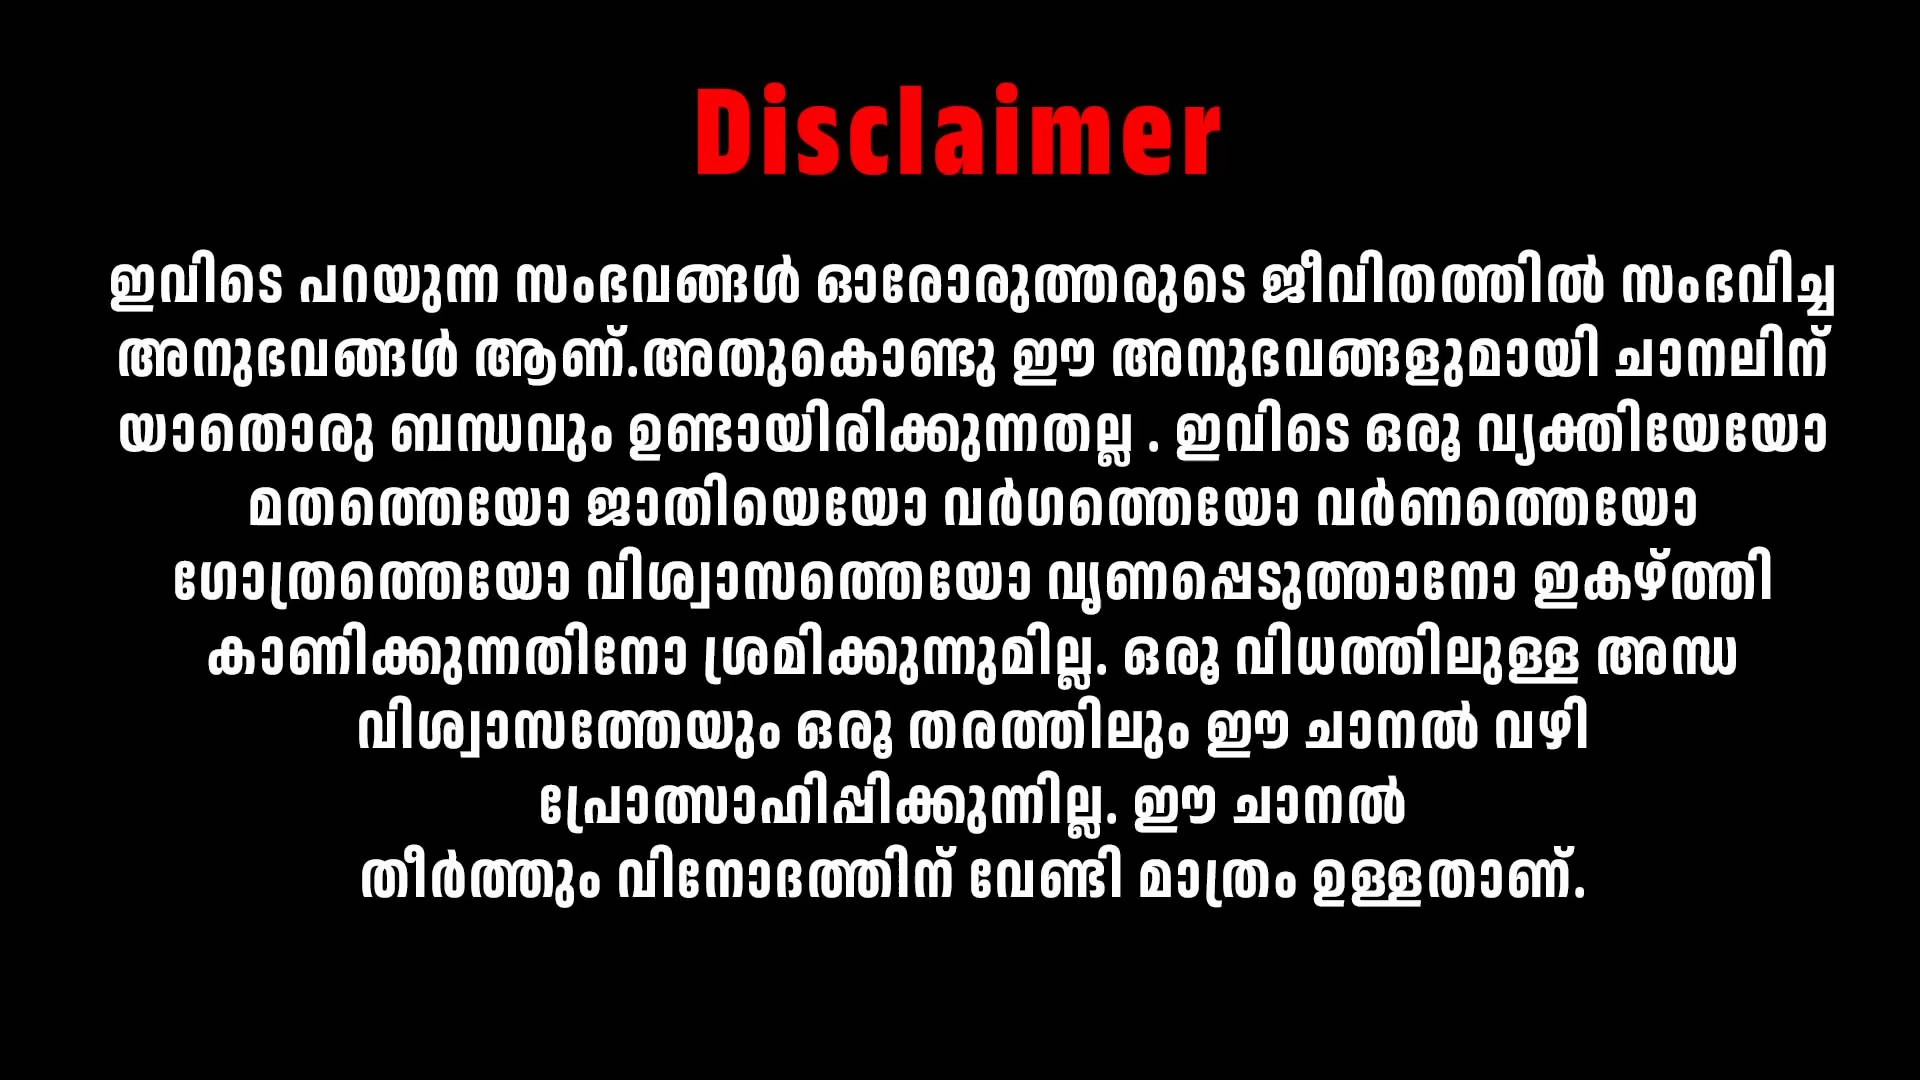 Disclaimer
ഇവിടെ പറയുന്ന സംഭവങ്ങൾ ഓരോരുത്തരുടെ ജീവിതത്തിൽ സംഭവിച്ച
അനുഭവങ്ങൾ ആണ്.അതുകൊണ്ടു ഈ അനുഭവങ്ങളുമായി ചാനലിന്
യാതൊരു ബന്ധവും ഉണ്ടായിരിക്കുന്നതല്ല . ഇവിടെ ഒരൂ വ്യക്തിയേയോ
മതത്തെയോ ജാതിയെയോ വർഗത്തെയോ വർണത്തെയോ
ഗോത്രത്തെയോ വിശ്വാസത്തെയോ വൃണപ്പെടുത്താനോ ഇകഴ്ത്തി
കാണിക്കുന്നതിനോ ശ്രമിക്കുന്നുമില്ല. ഒരൂ വിധത്തിലുള്ള അന്ധ
വിശ്വാസത്തേയും ഒരൂ തരത്തിലും ഈ ചാനൽ വഴി
പ്രോത്സാഹിപ്പിക്കുന്നില്ല. ഈ ചാനൽ
തീർത്തും വിനോദത്തിന് വേണ്ടി മാത്രം ഉള്ളതാണ്.